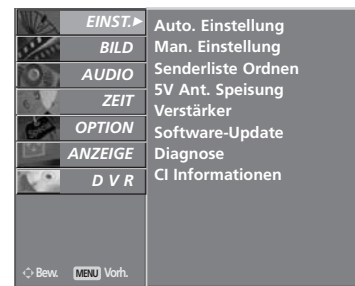 EINST.
BILD
AUDIO
ZEIT
OPTION
ANZEIGE
D V R
Auto. Einstellung
Man. Einstellung
Senderliste Ordnen
5V Ant. Speisung
Verstärker
Software-Update
Diagnose
CI Informationen
Bew. MENU Vorh.